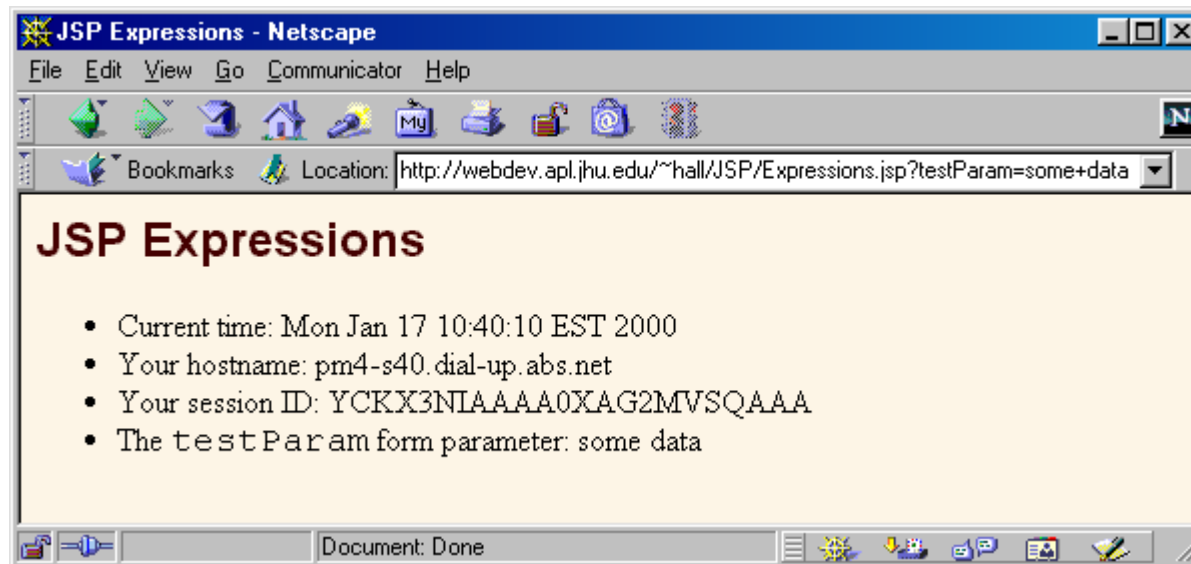 JSP Expressions - Netscape
File Edit View Go Communicator Help
My
N
Bookmarks Location: http://webdev.apl.jhu.edu/~hall/JSP/Expressions.jsp?testParam=some+data
JSP Expressions
• Current time: Mon Jan 17 10:40:10 EST 2000
• Your hostname: pm4-s40.dial-up.abs.net
• Your session ID: YCKX3NIAAAA0XAG2MVSQAAA
• The testParam form parameter: some data
Document: Done